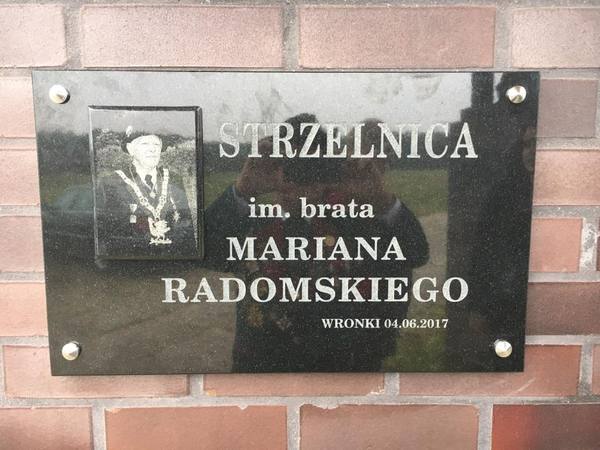 STRZELNICA
im. brata
MARIANA
RADOMSKIEGO
WRONKI 04.06.2017